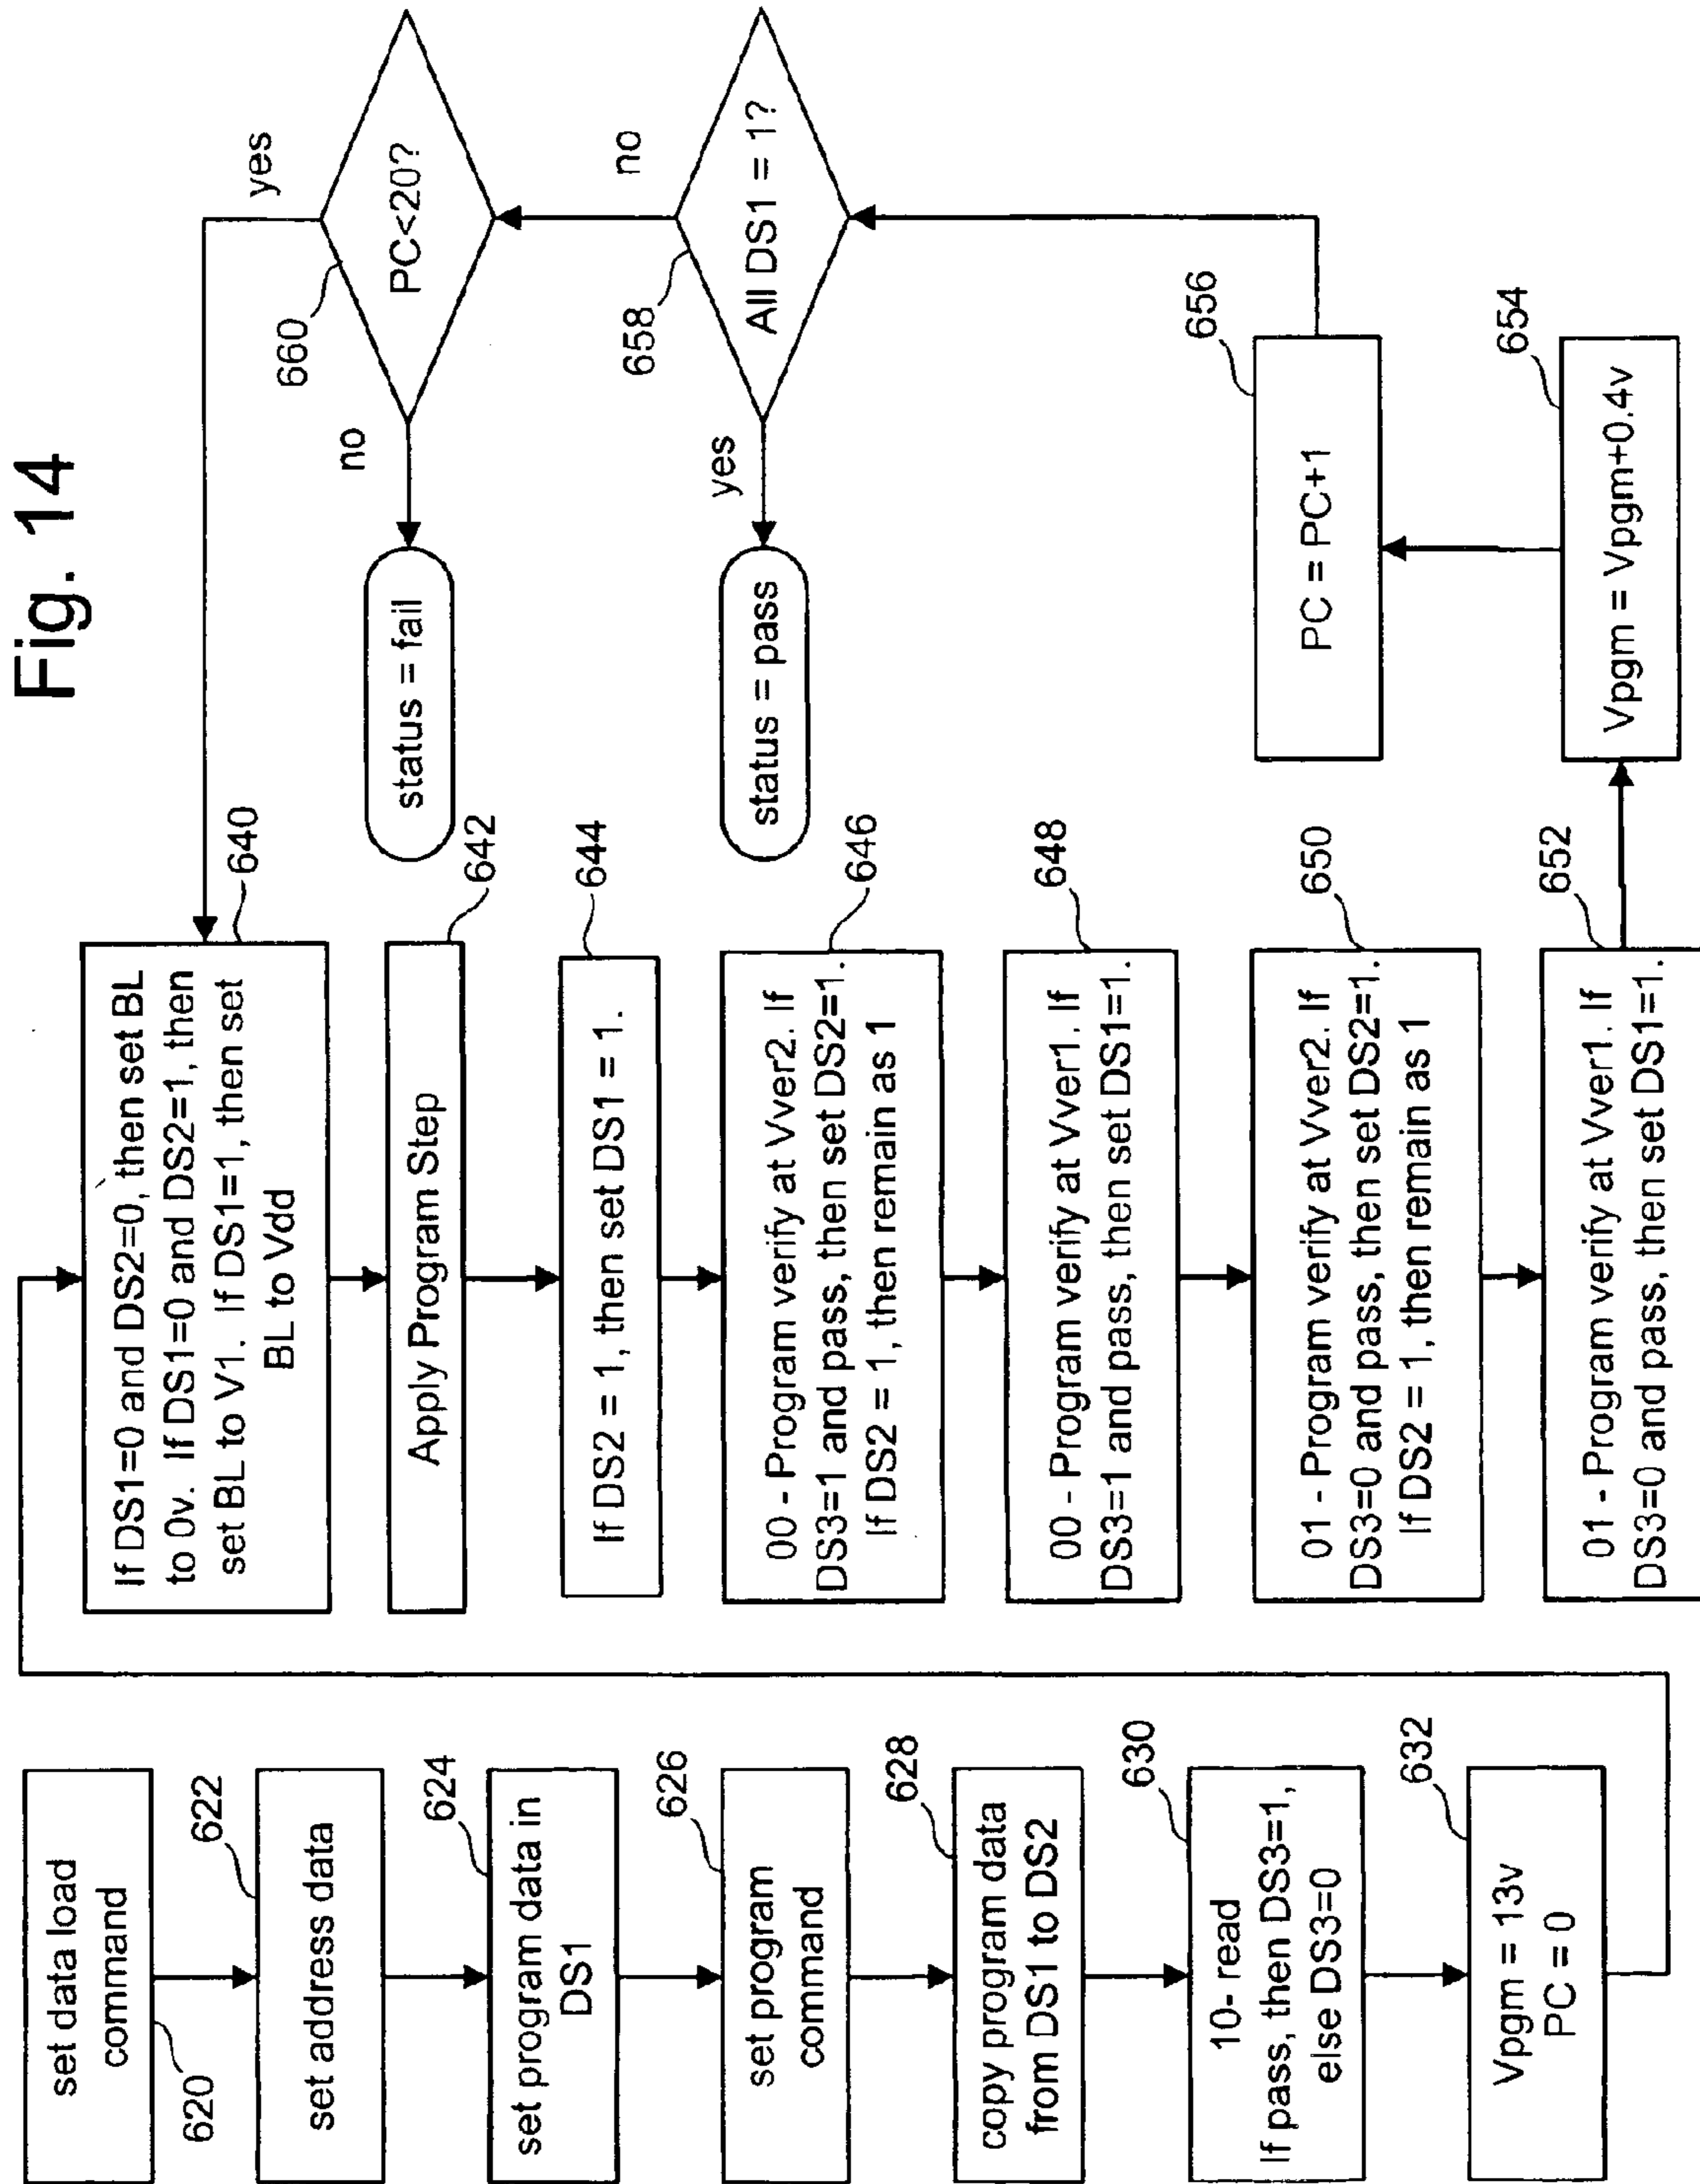 Fig. 14
set data load
command
620
set address data
622
set program data in
DS1
624
set program
command
626
copy program data
from DS1 to DS2
628
10- read
If pass, then DS3=1,
else DS3=0
630
Vpgm = 13v
PC = 0
632
If DS1=0 and DS2=0, then set BL
to 0v. If DS1=0 and DS2=1, then
set BL to V1. If DS1=1, then set
BL to Vdd
640
Apply Program Step
642
If DS2 = 1, then set DS1 = 1.
644
00 - Program verify at Vver2. If
DS3=1 and pass, then set DS2=1.
If DS2 = 1, then remain as 1
646
00 - Program verify at Vver1. If
DS3=1 and pass, then set DS1=1.
648
01 - Program verify at Vver2. If
DS3=0 and pass, then set DS2=1.
If DS2 = 1, then remain as 1
650
01 - Program verify at Vver1. If
DS3=0 and pass, then set DS1=1.
652
Vpgm = Vpgm+0.4v
654
PC = PC+1
656
All DS1 = 1?
658
yes
status = pass
no
PC<20?
660
no
status = fail
yes